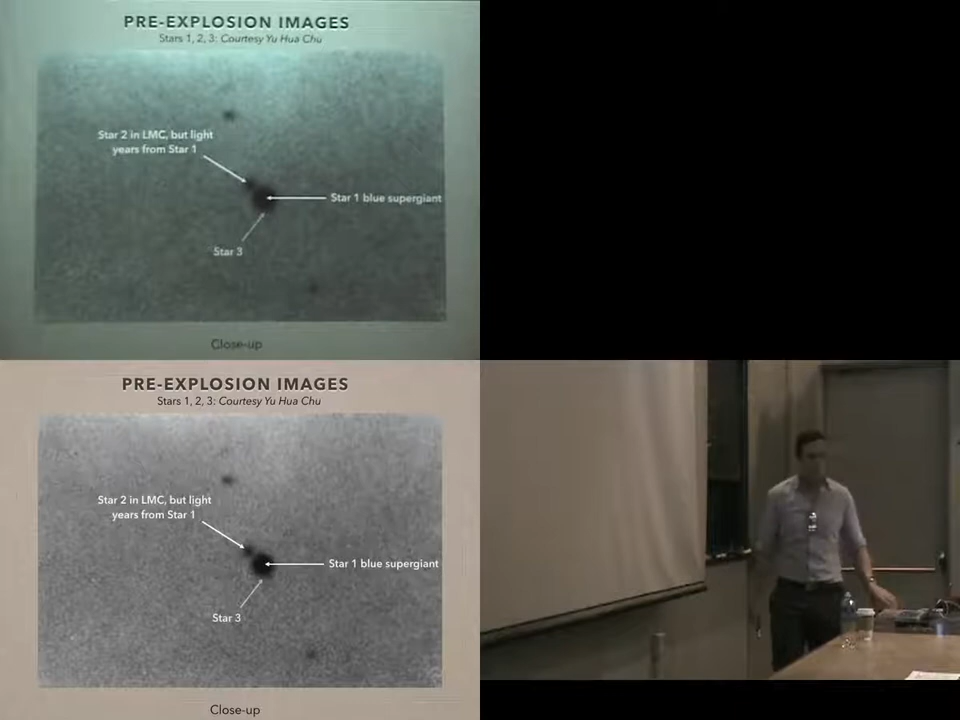 PRE-EXPLOSION IMAGES
Stars 1, 2, 3: Courtesy Yu Hua Chu
Star 2 in LMC, but light
years from Star 1
Star 1 blue supergiant
Star 3
Close-up
PRE-EXPLOSION IMAGES
Stars 1, 2, 3: Courtesy Yu Hua Chu
Star 2 in LMC, but light
years from Star 1
Star 1 blue supergiant
Star 3
Close-up